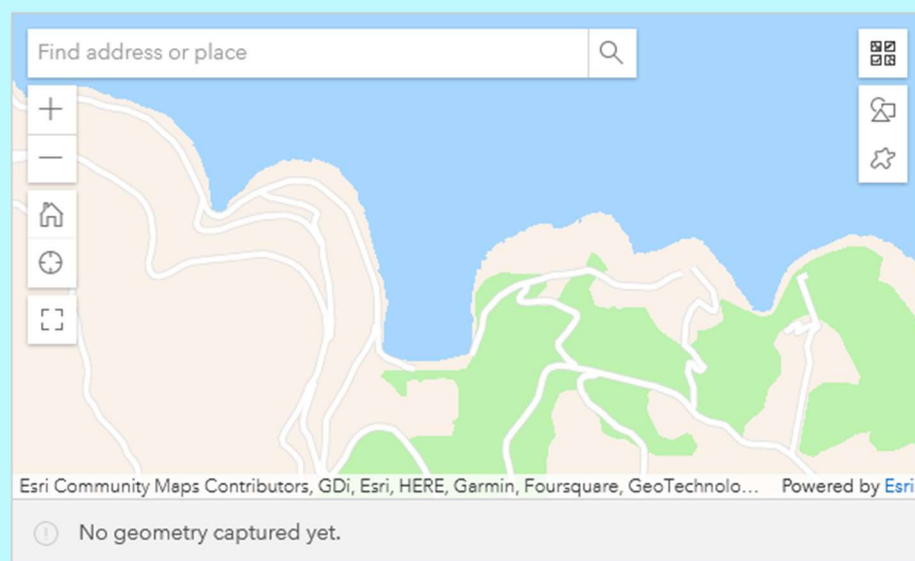 Find address or place
Esri Community Maps Contributors, GDi, Esri, HERE, Garmin, Foursquare, GeoTechnolo... Powered by Esri
No geometry captured yet.